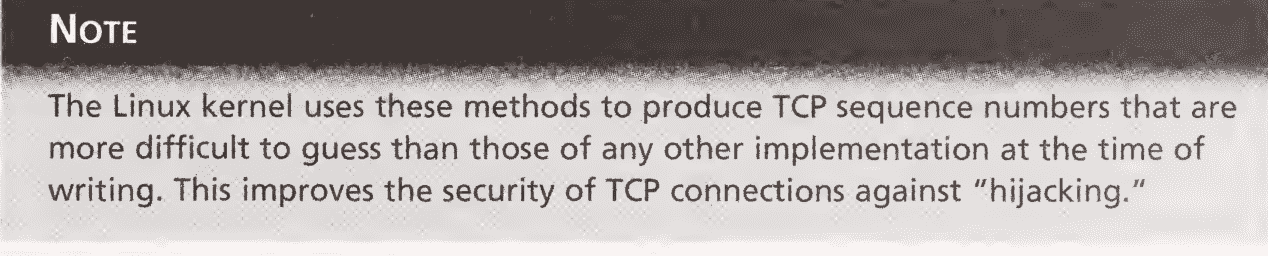 NOTE
The Linux kernel uses these methods to produce TCP sequence numbers that are
more difficult to guess than those of any other implementation at the time of
writing. This improves the security of TCP connections against "hijacking."